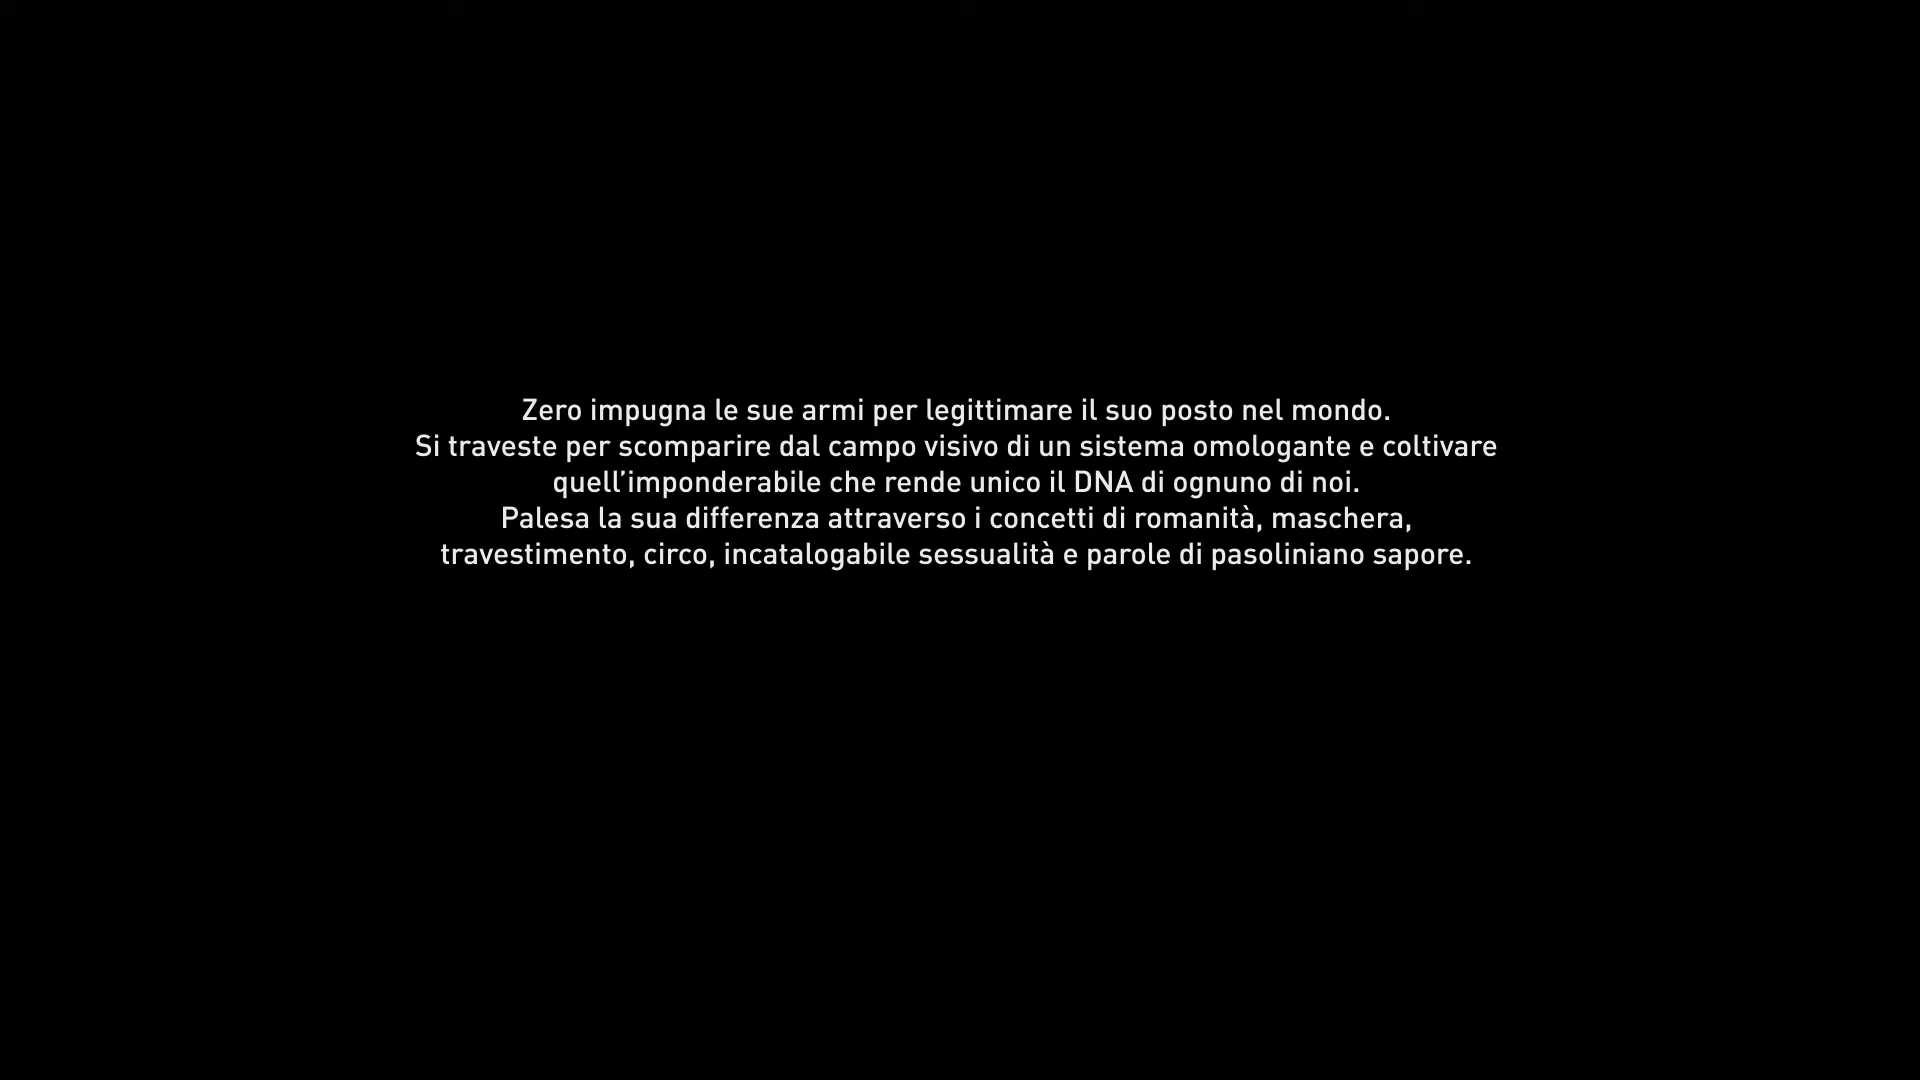 Zero impugna le sue armi per legittimare il suo posto nel mondo.
Si traveste per scomparire dal campo visivo di un sistema omologante e coltivare
quell’imponderabile che rende unico il DNA di ognuno di noi.
Palesa la sua differenza attraverso i concetti di romanità, maschera,
travestimento, circo, incatalogabile sessualità e parole di pasoliniano sapore.